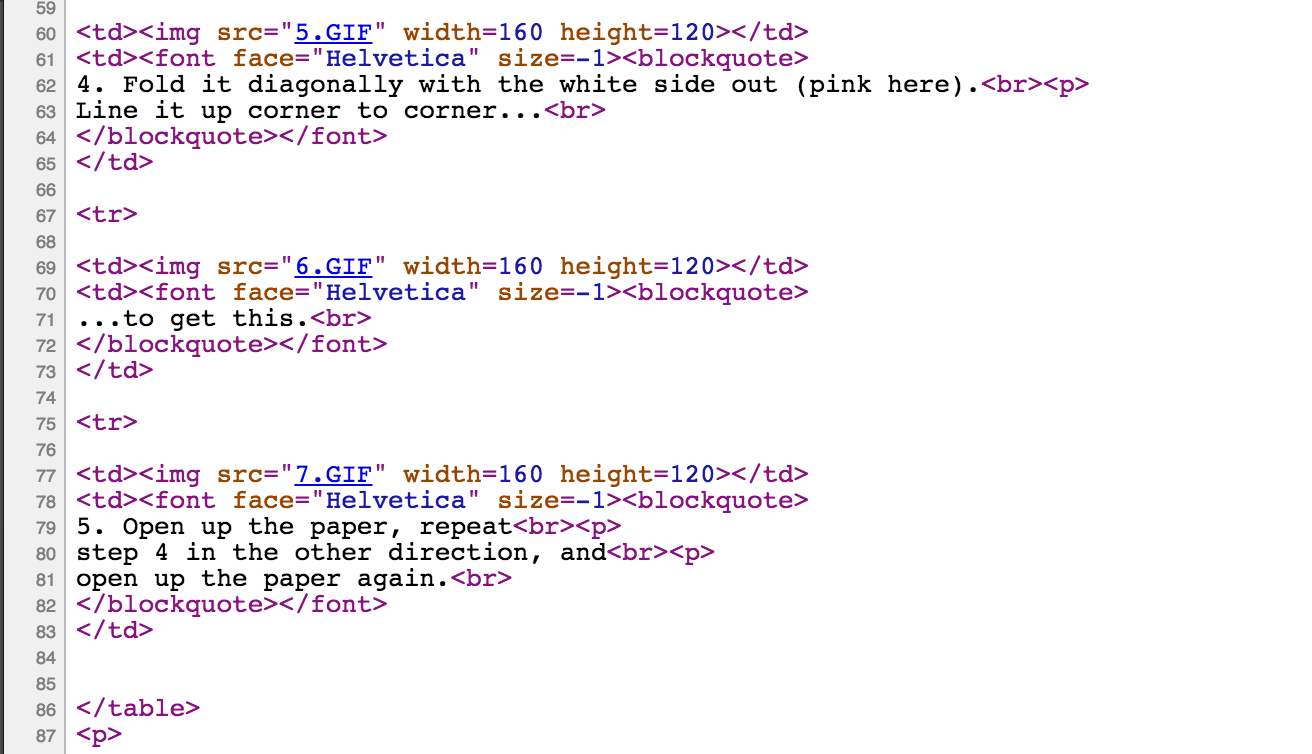 59
60 <td><img src="5.GIF" width=160 height=120></td>
61 <td><font face="Helvetica" size=-1><blockquote>
62 4. Fold it diagonally with the white side out (pink here).<br><p>
63 Line it up corner to corner...<br>
64 </blockquote></font>
65 </td>
66
67 <tr>
68
69 <td><img src="6.GIF" width=160 height=120></td>
70 <td><font face="Helvetica" size=-1><blockquote>
71 ...to get this.<br>
72 </blockquote></font>
73 </td>
74
75 <tr>
76
77 <td><img src="7.GIF" width=160 height=120></td>
78 <td><font face="Helvetica" size=-1><blockquote>
79 5. Open up the paper, repeat<br><p>
80 step 4 in the other direction, and<br><p>
81 open up the paper again.<br>
82 </blockquote></font>
83 </td>
84
85
86 </table>
87 <p>